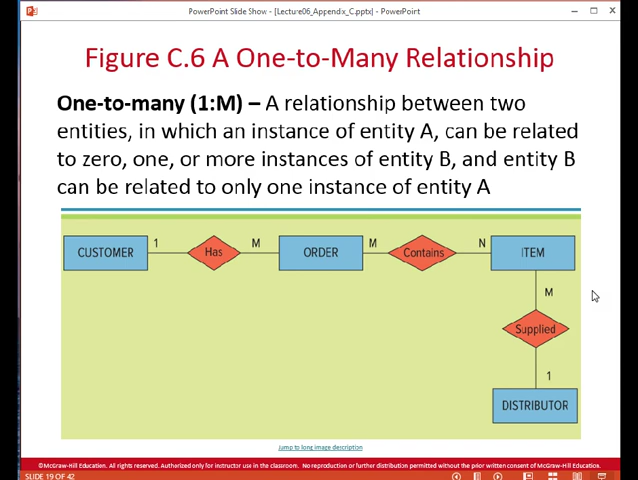 PowerPoint Slide Show - [Lecture06_Appendix_C.pptx] - PowerPoint
Figure C.6 A One-to-Many Relationship
One-to-many (1:M) – A relationship between two
entities, in which an instance of entity A, can be related
to zero, one, or more instances of entity B, and entity B
can be related to only one instance of entity A
CUSTOMER 1 Has M ORDER M Contains N ITEM
M
Supplied
1
DISTRIBUTOR
Jump to long image description
©McGraw-Hill Education. All rights reserved. Authorized only for instructor use in the classroom. No reproduction or further distribution permitted without the prior written consent of McGraw-Hill Education.
SLIDE 19 OF 42